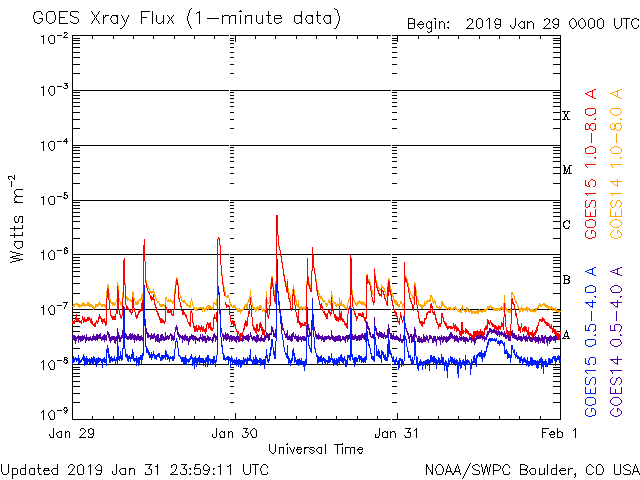 GOES Xray Flux (1-minute data)
Begin: 2019 Jan 29 0000 UTC
Watts m-2
10-2
10-3
10-4
10-5
10-6
10-7
10-8
10-9
X
M
C
B
A
GOES15 1.0-8.0 A
GOES14 1.0-8.0 A
GOES15 0.5-4.0 A
GOES14 0.5-4.0 A
Jan 29
Jan 30
Jan 31
Feb 1
Universal Time
Updated 2019 Jan 31 23:59:11 UTC
NOAA/SWPC Boulder, CO USA